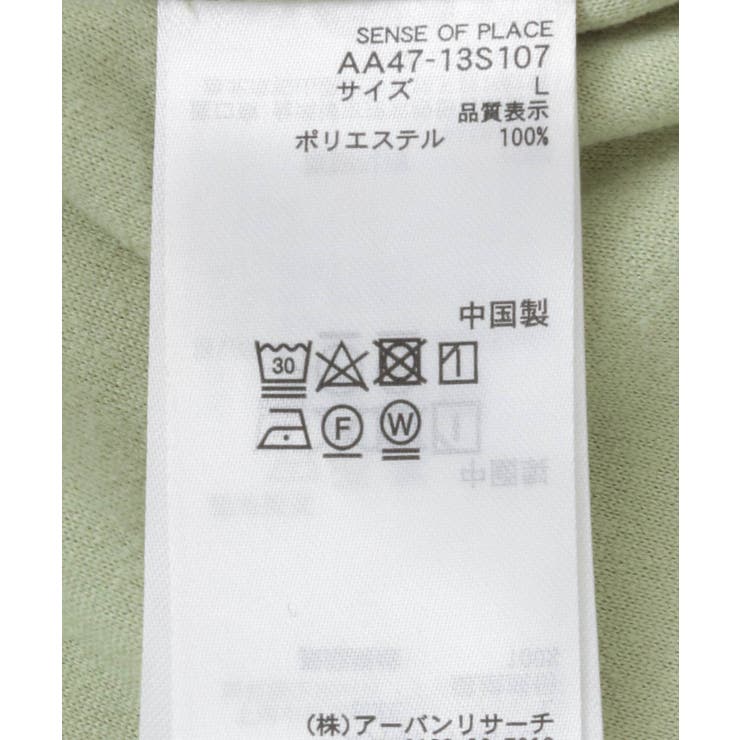 SENSE OF PLACE
AA47-13S107
サイズ L
品質表示
ポリエステル 100%
中国製
30
F W
(株)アーバンリサーチ